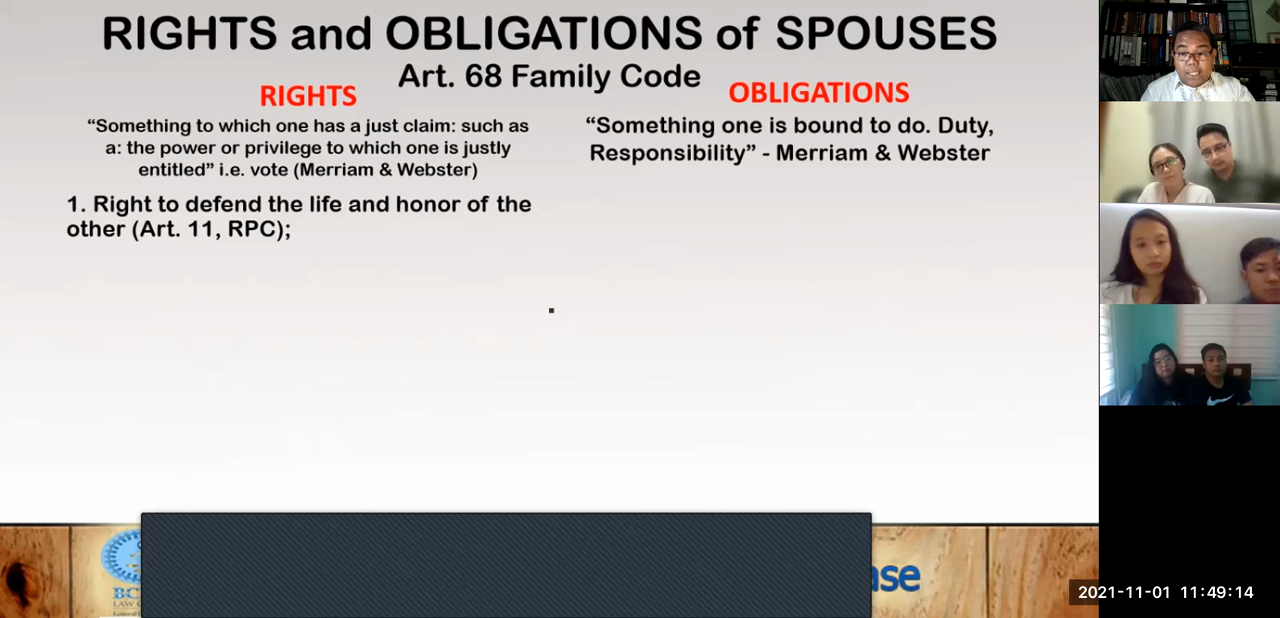 RIGHTS and OBLIGATIONS of SPOUSES
Art. 68 Family Code
RIGHTS
“Something to which one has a just claim: such as
a: the power or privilege to which one is justly
entitled” i.e. vote (Merriam & Webster)
1. Right to defend the life and honor of the
other (Art. 11, RPC);
OBLIGATIONS
“Something one is bound to do. Duty,
Responsibility” - Merriam & Webster
2021-11-01 11:49:14